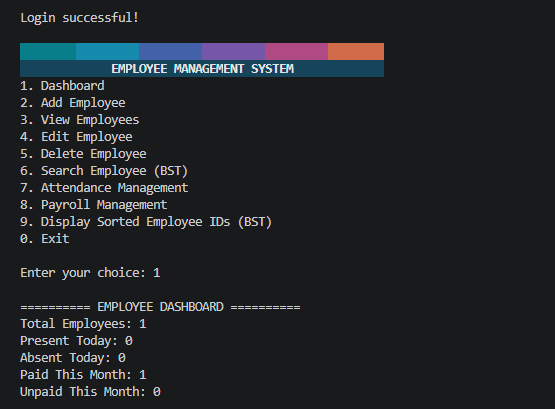 Login successful!
EMPLOYEE MANAGEMENT SYSTEM
1. Dashboard
2. Add Employee
3. View Employees
4. Edit Employee
5. Delete Employee
6. Search Employee (BST)
7. Attendance Management
8. Payroll Management
9. Display Sorted Employee IDs (BST)
0. Exit
Enter your choice: 1
========== EMPLOYEE DASHBOARD ==========
Total Employees: 1
Present Today: 0
Absent Today: 0
Paid This Month: 1
Unpaid This Month: 0